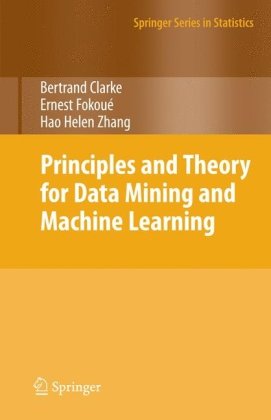 Springer Series in Statistics
Bertrand Clarke
Ernest Fokoué
Hao Helen Zhang
Principles and Theory
for Data Mining and
Machine Learning
Springer